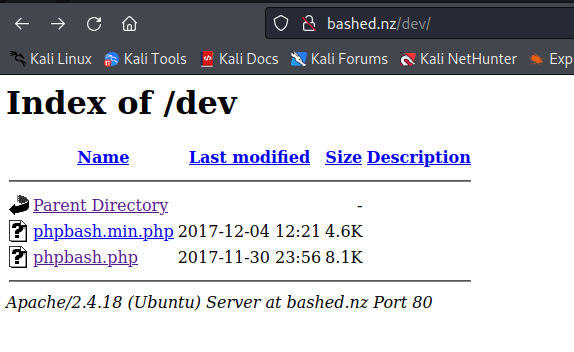 bashed.nz/dev/
Kali Linux Kali Tools Kali Docs Kali Forums Kali NetHunter Exp
Index of /dev
Name Last modified Size Description
Parent Directory -
phpbash.min.php 2017-12-04 12:21 4.6K
phpbash.php 2017-11-30 23:56 8.1K
Apache/2.4.18 (Ubuntu) Server at bashed.nz Port 80